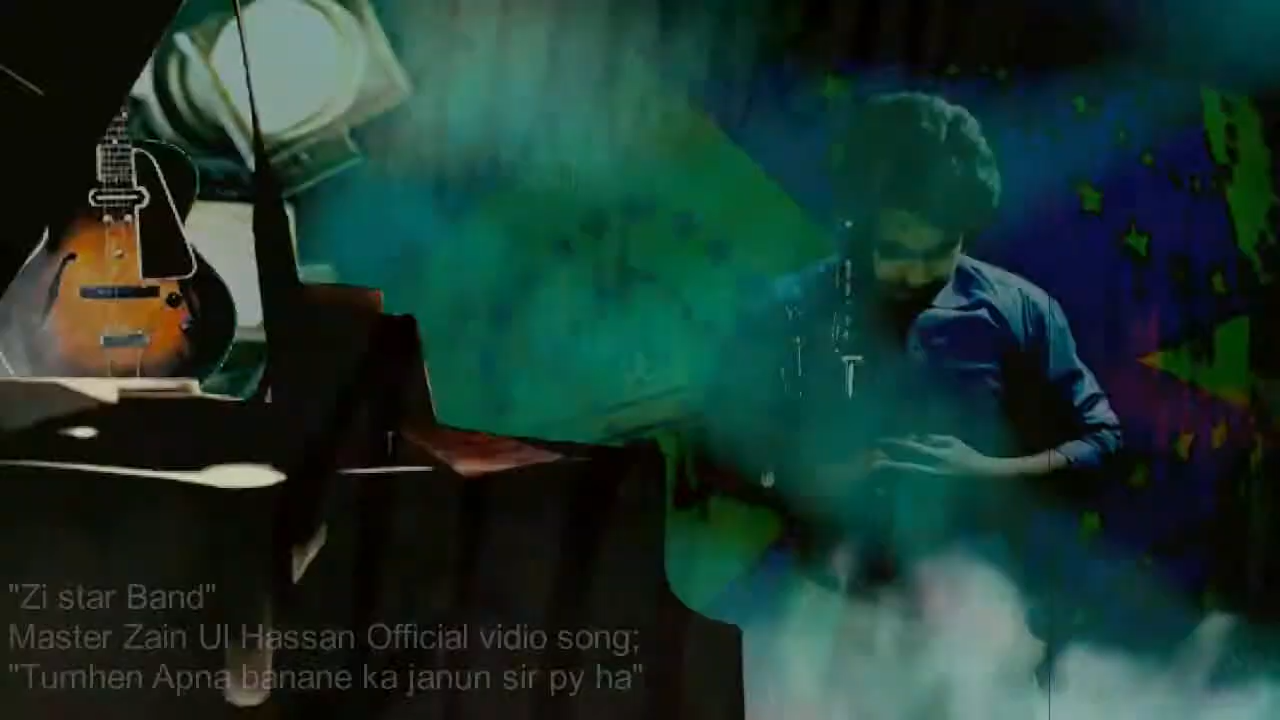 "Zi star Band"
Master Zain Ul Hassan Official vidio song;
"Tumhen Apna banane ka janun sir py ha"